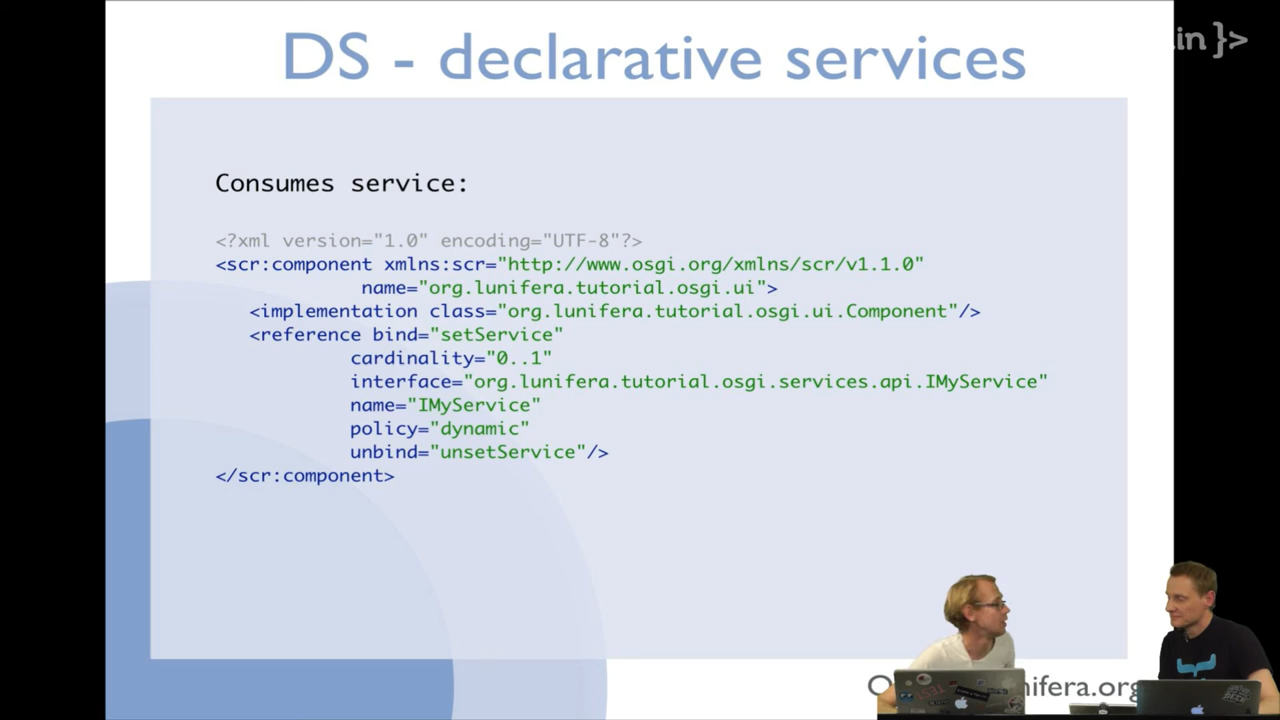 DS - declarative services
.in }>
Consumes service:
<?xml version="1.0" encoding="UTF-8"?>
<scr:component xmlns:scr="http://www.osgi.org/xmlns/scr/v1.1.0"
name="org.lunifera.tutorial.osgi.ui">
<implementation class="org.lunifera.tutorial.osgi.ui.Component"/>
<reference bind="setService"
cardinality="0..1"
interface="org.lunifera.tutorial.osgi.services.api.IMyService"
name="IMyService"
policy="dynamic"
unbind="unsetService"/>
</scr:component>
nifera.org